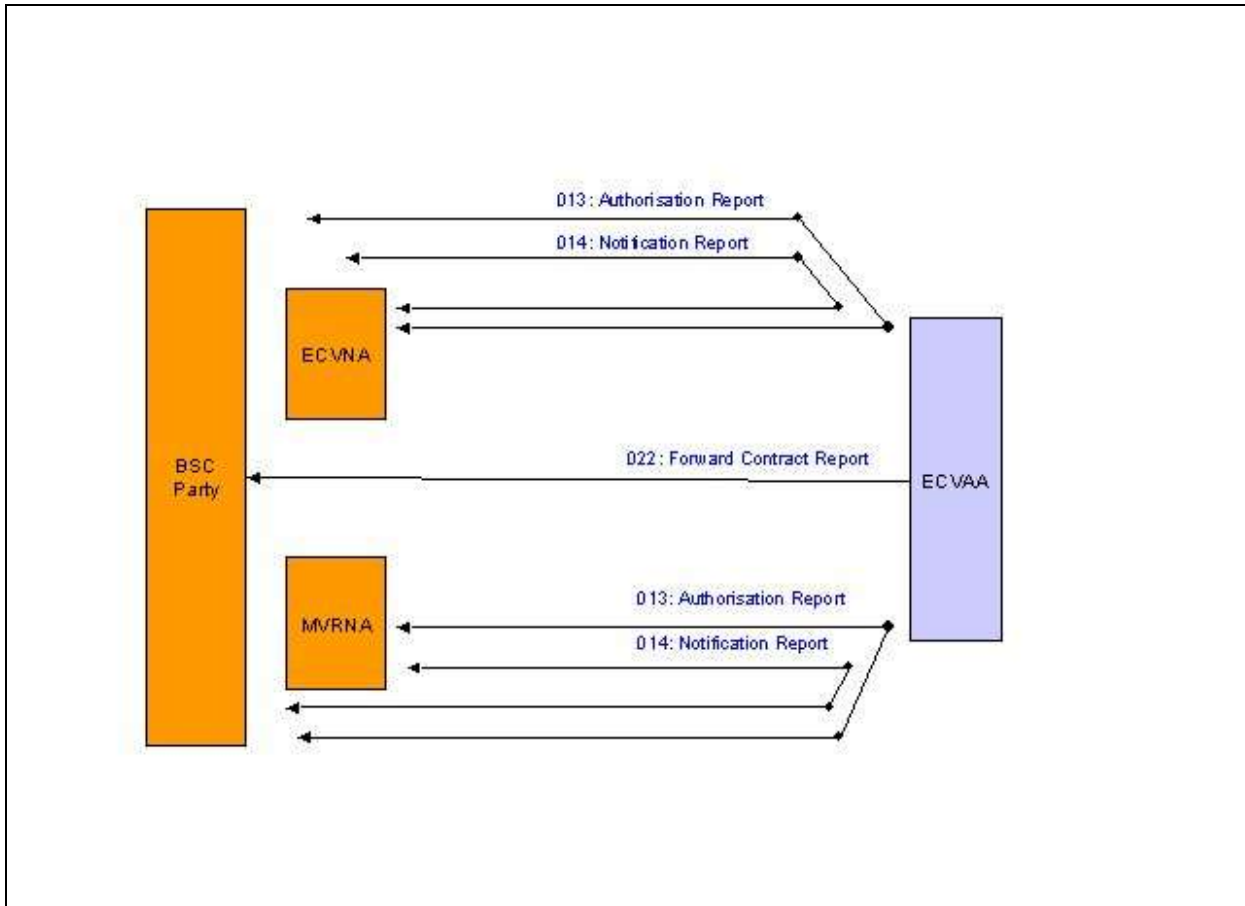 013: Authorisation Report
014: Notification Report
ECVNA
022: Forward Contract Report
BSC
Party
ECVAA
013: Authorisation Report
MVRNA
014: Notification Report